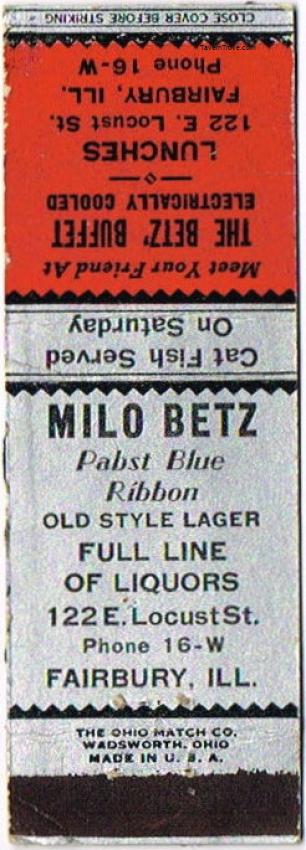 CLOSE COVER BEFORE STRIKING
TavernTrove.com
Meet Your Friend At
THE BETZ' BUFFET
ELECTRICALLY COOLED
LUNCHES
122 E. Locust St.
FAIRBURY, ILL.
Phone 16-W
Cat Fish Served
On Saturday
MILO BETZ
Pabst Blue
Ribbon
OLD STYLE LAGER
FULL LINE
OF LIQUORS
122 E. Locust St.
Phone 16-W
FAIRBURY, ILL.
THE OHIO MATCH CO.
WADSWORTH, OHIO
MADE IN U. S. A.